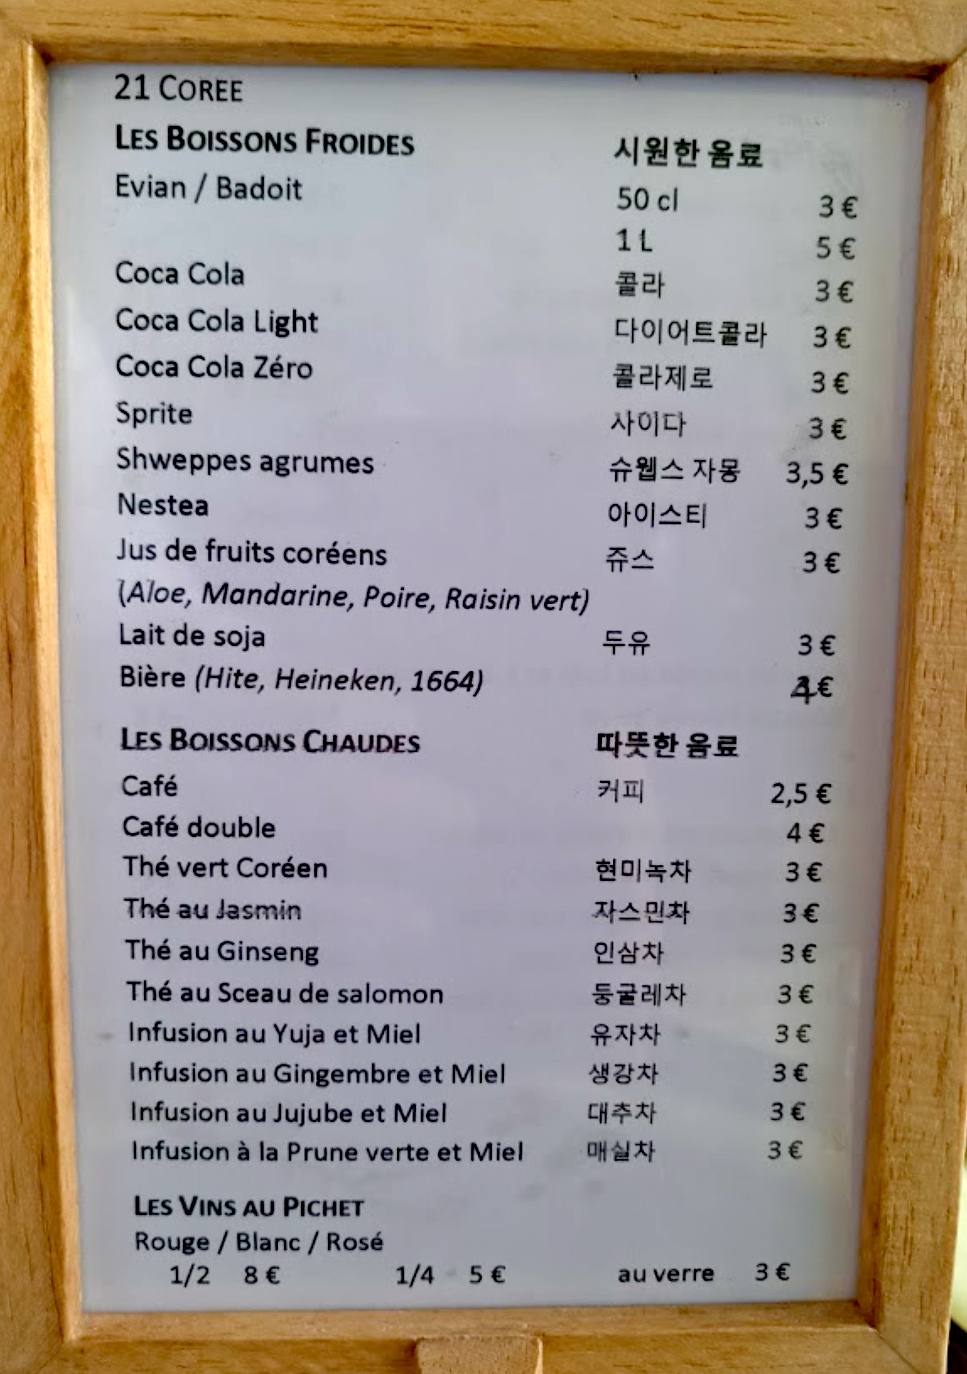 21 COREE
LES BOISSONS FROIDES 시원한 음료
Evian / Badoit 50 cl 3 €
1 L 5 €
Coca Cola 콜라 3 €
Coca Cola Light 다이어트콜라 3 €
Coca Cola Zéro 콜라제로 3 €
Sprite 사이다 3 €
Shweppes agrumes 슈웹스 자몽 3,5 €
Nestea 아이스티 3 €
Jus de fruits coréens 쥬스 3 €
(Aloe, Mandarine, Poire, Raisin vert)
Lait de soja 두유 3 €
Bière (Hite, Heineken, 1664) 4 €
LES BOISSONS CHAUDES 따뜻한 음료
Café 커피 2,5 €
Café double 4 €
Thé vert Coréen 현미녹차 3 €
Thé au Jasmin 자스민차 3 €
Thé au Ginseng 인삼차 3 €
Thé au Sceau de salomon 둥굴레차 3 €
Infusion au Yuja et Miel 유자차 3 €
Infusion au Gingembre et Miel 생강차 3 €
Infusion au Jujube et Miel 대추차 3 €
Infusion à la Prune verte et Miel 매실차 3 €
LES VINS AU PICHET
Rouge / Blanc / Rosé
1/2 8 € 1/4 5 € au verre 3 €